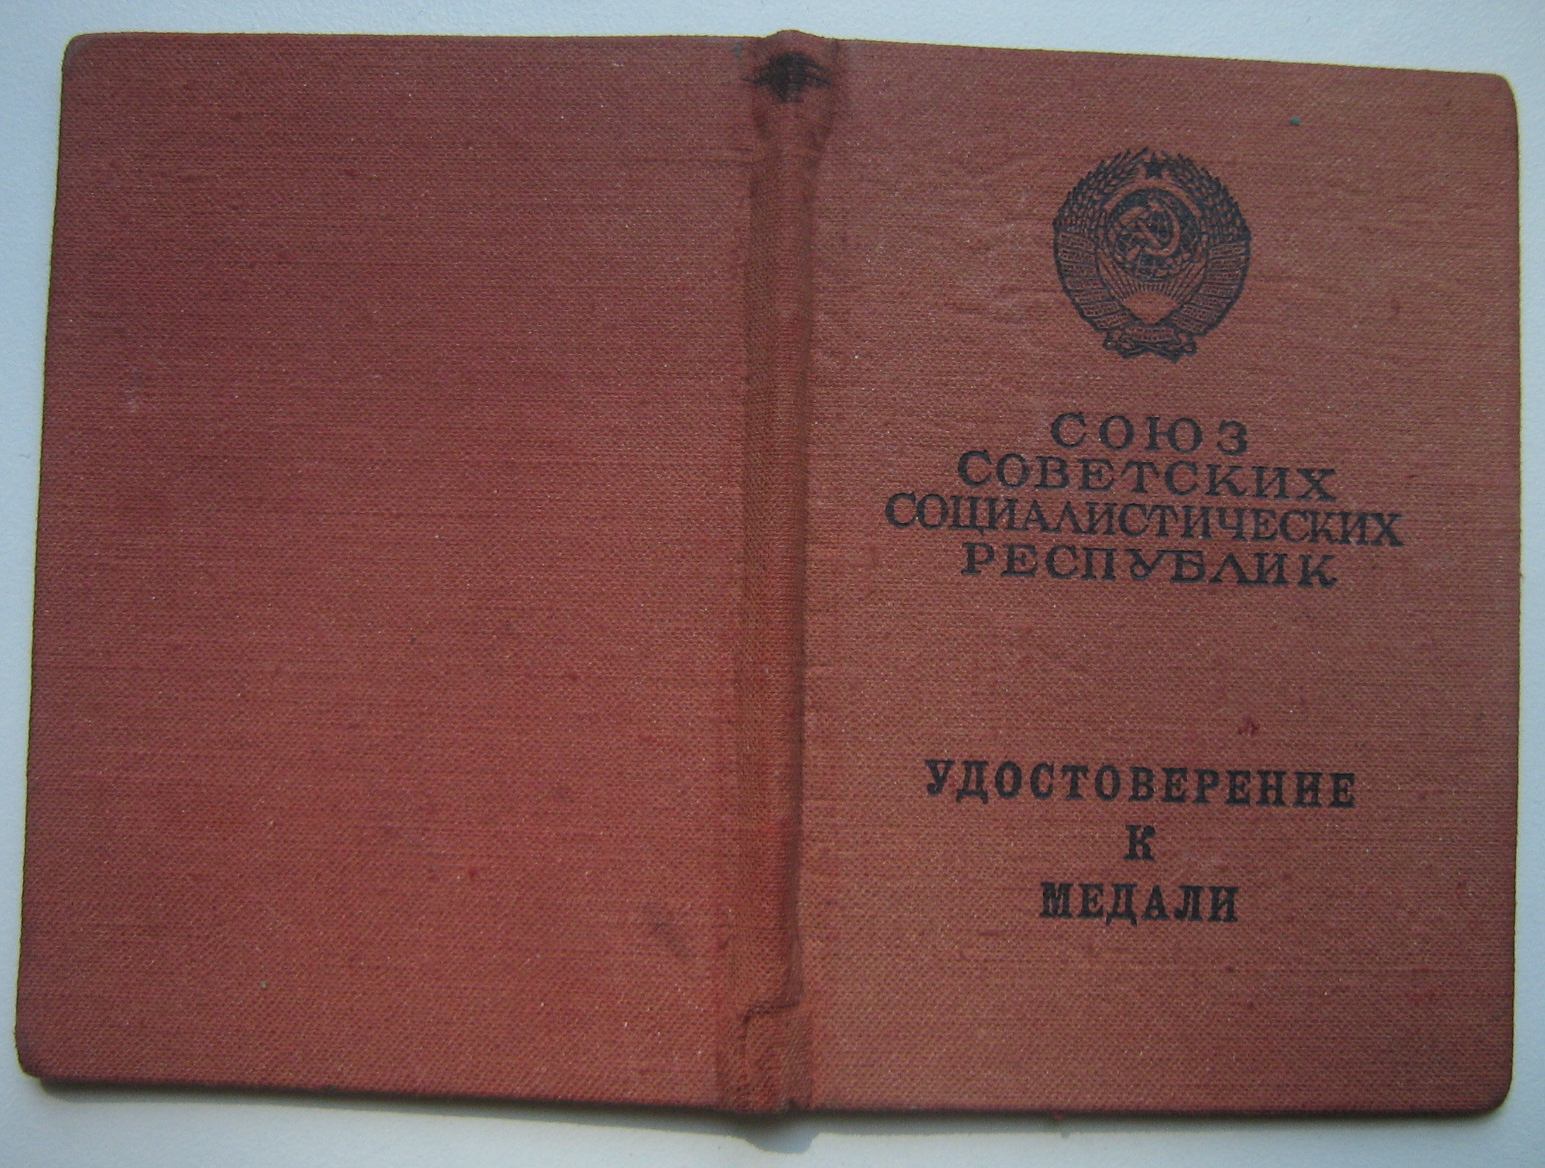 СОЮЗ
СОВЕТСКИХ
СОЦИАЛИСТИЧЕСКИХ
РЕСПУБЛИК
УДОСТОВЕРЕНИЕ
К
МЕДАЛИ